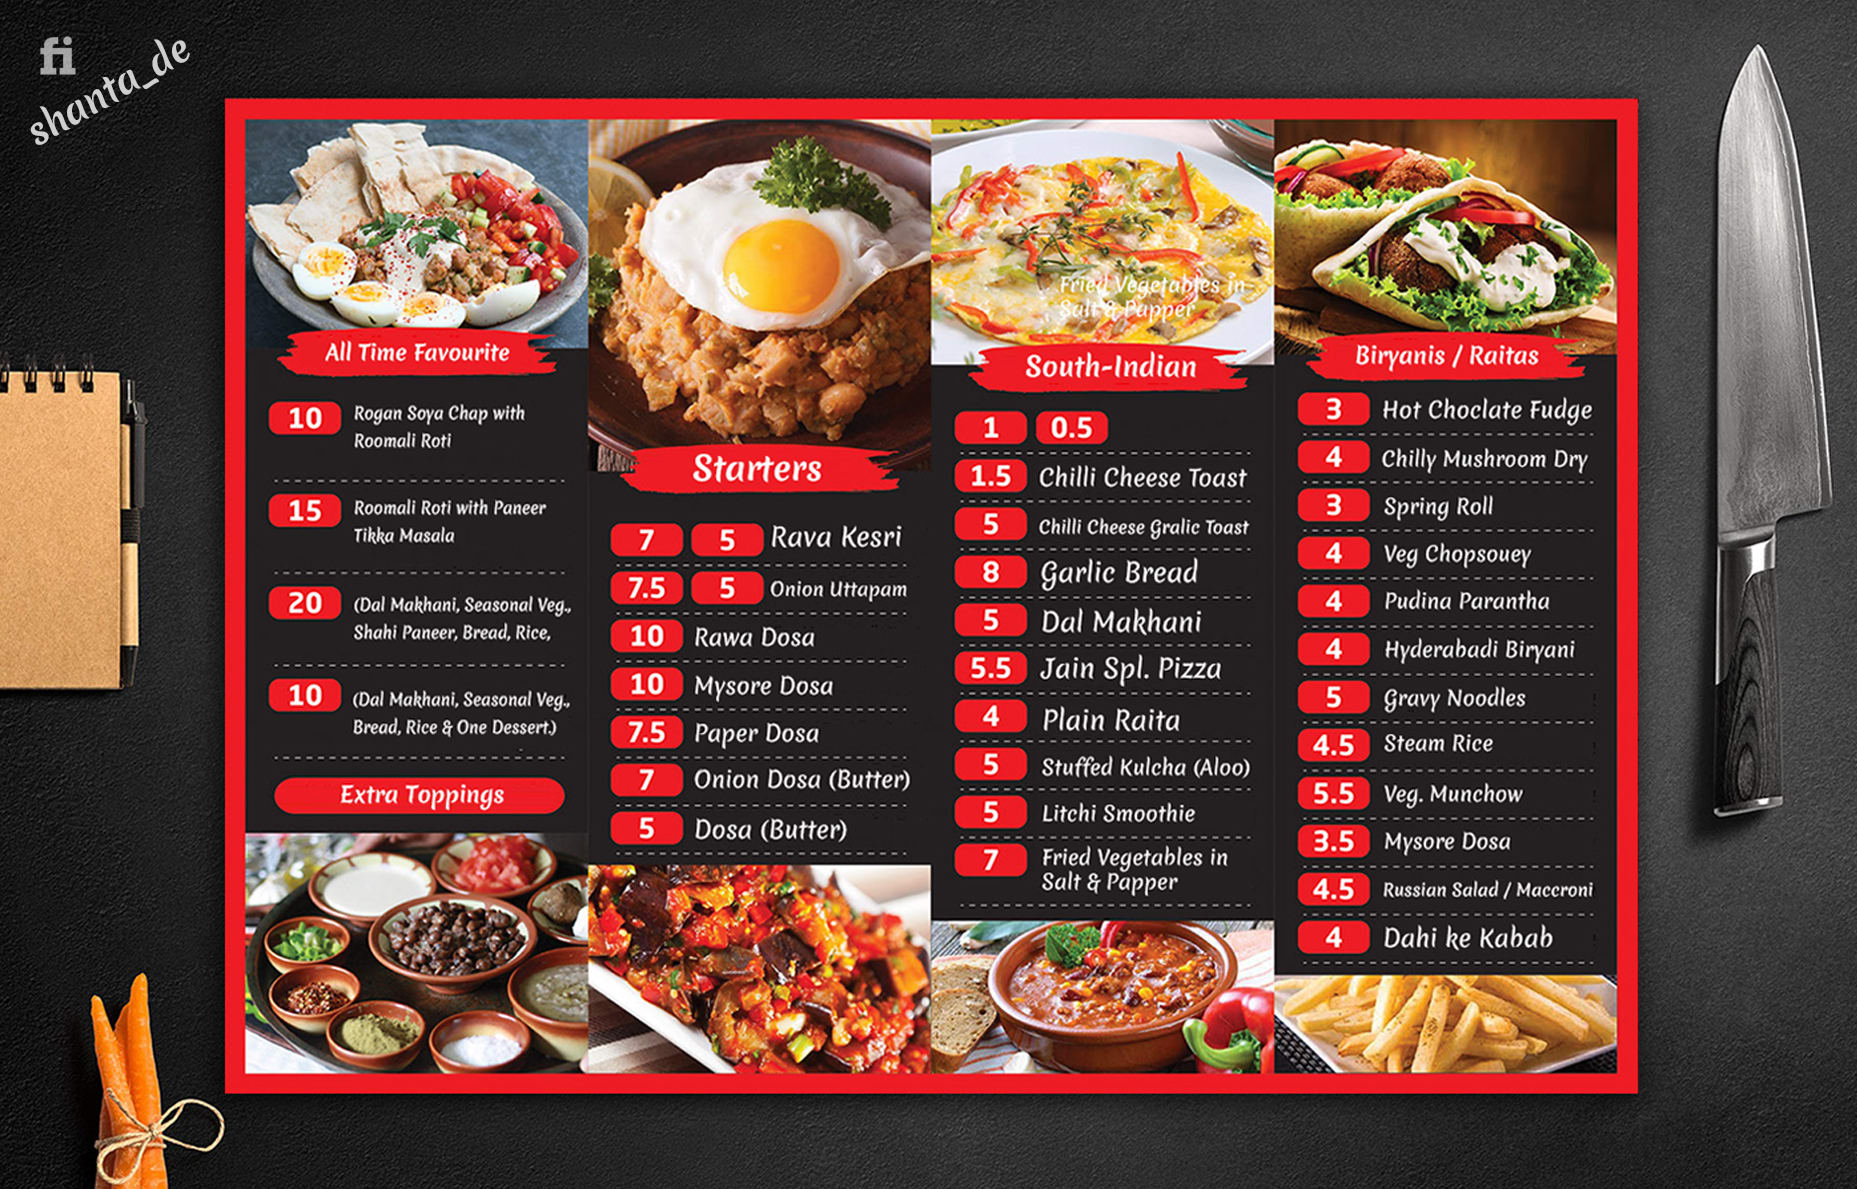 fi
shanta_de
All Time Favourite
10 Rogan Soya Chap with
Roomali Roti
15 Roomali Roti with Paneer
Tikka Masala
20 (Dal Makhani, Seasonal Veg.,
Shahi Paneer, Bread, Rice,
10 (Dal Makhani, Seasonal Veg.,
Bread, Rice & One Dessert.)
Extra Toppings
Starters
7 5 Rava Kesri
7.5 5 Onion Uttapam
10 Rawa Dosa
10 Mysore Dosa
7.5 Paper Dosa
7 Onion Dosa (Butter)
5 Dosa (Butter)
Fried Vegetables in
Salt & Papper
South-Indian
1 0.5
1.5 Chilli Cheese Toast
5 Chilli Cheese Gralic Toast
8 Garlic Bread
5 Dal Makhani
5.5 Jain Spl. Pizza
4 Plain Raita
5 Stuffed Kulcha (Aloo)
5 Litchi Smoothie
7 Fried Vegetables in
Salt & Papper
Biryanis / Raitas
3 Hot Choclate Fudge
4 Chilly Mushroom Dry
3 Spring Roll
4 Veg Chopsouey
4 Pudina Parantha
4 Hyderabadi Biryani
5 Gravy Noodles
4.5 Steam Rice
5.5 Veg. Munchow
3.5 Mysore Dosa
4.5 Russian Salad / Maccroni
4 Dahi ke Kabab